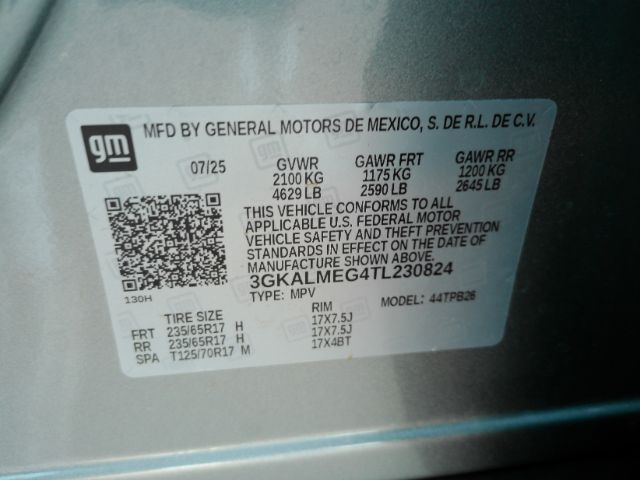 gm MFD BY GENERAL MOTORS DE MEXICO, S. DE R.L. DE C.V.
07/25 GVWR GAWR FRT GAWR RR
2100 KG 1175 KG 1200 KG
4629 LB 2590 LB 2645 LB
THIS VEHICLE CONFORMS TO ALL
APPLICABLE U.S. FEDERAL MOTOR
VEHICLE SAFETY AND THEFT PREVENTION
STANDARDS IN EFFECT ON THE DATE OF
MANUFACTURE SHOWN ABOVE.
3GKALMEG4TL230824
130H
TYPE: MPV MODEL: 44TPB26
TIRE SIZE RIM
FRT 235/65R17 H 17X7.5J
RR 235/65R17 H 17X7.5J
SPA T125/70R17 M 17X4BT